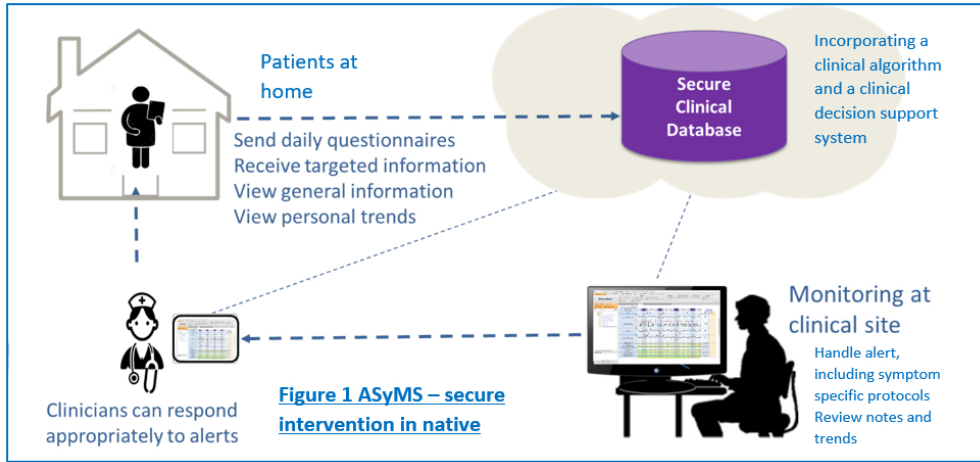 Patients at
home
Send daily questionnaires
Receive targeted information
View general information
View personal trends
Secure
Clinical
Database
Incorporating a
clinical algorithm
and a clinical
decision support
system
Clinicians can respond
appropriately to alerts
Figure 1 ASyMS – secure
intervention in native
Monitoring at
clinical site
Handle alert,
including symptom
specific protocols
Review notes and
trends